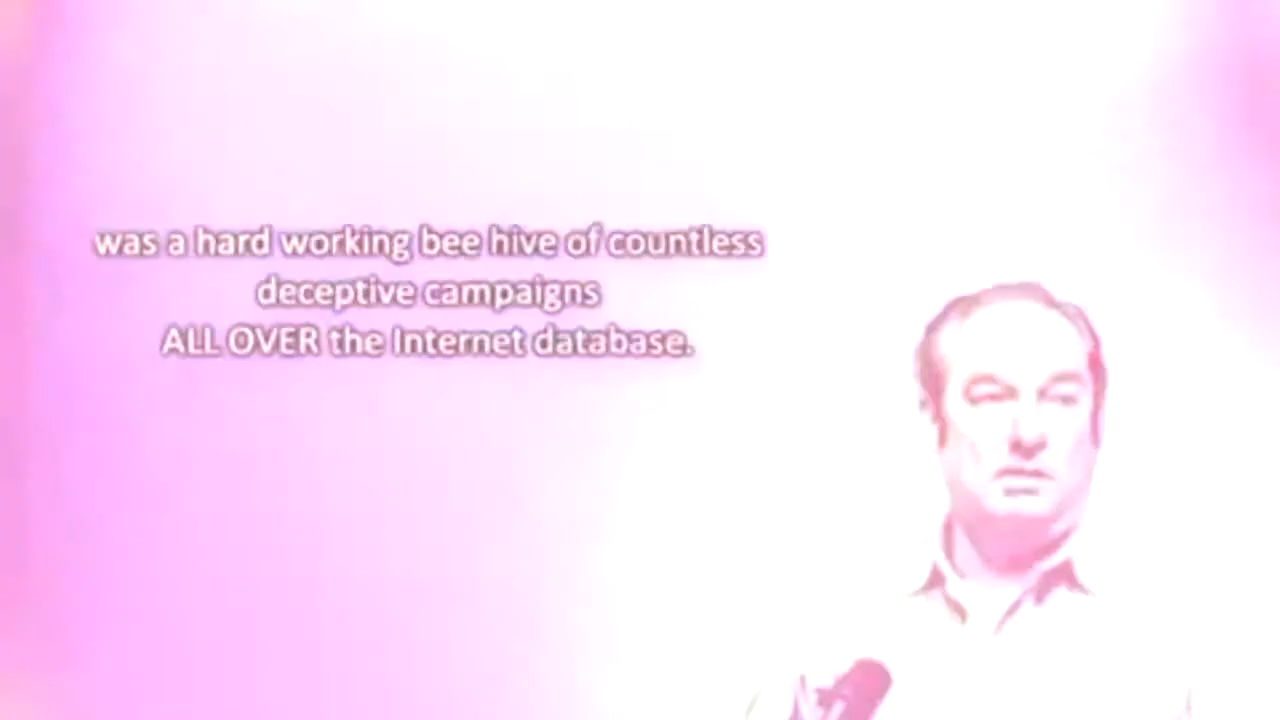 was a hard working bee hive of countless
deceptive campaigns
ALL OVER the Internet database.